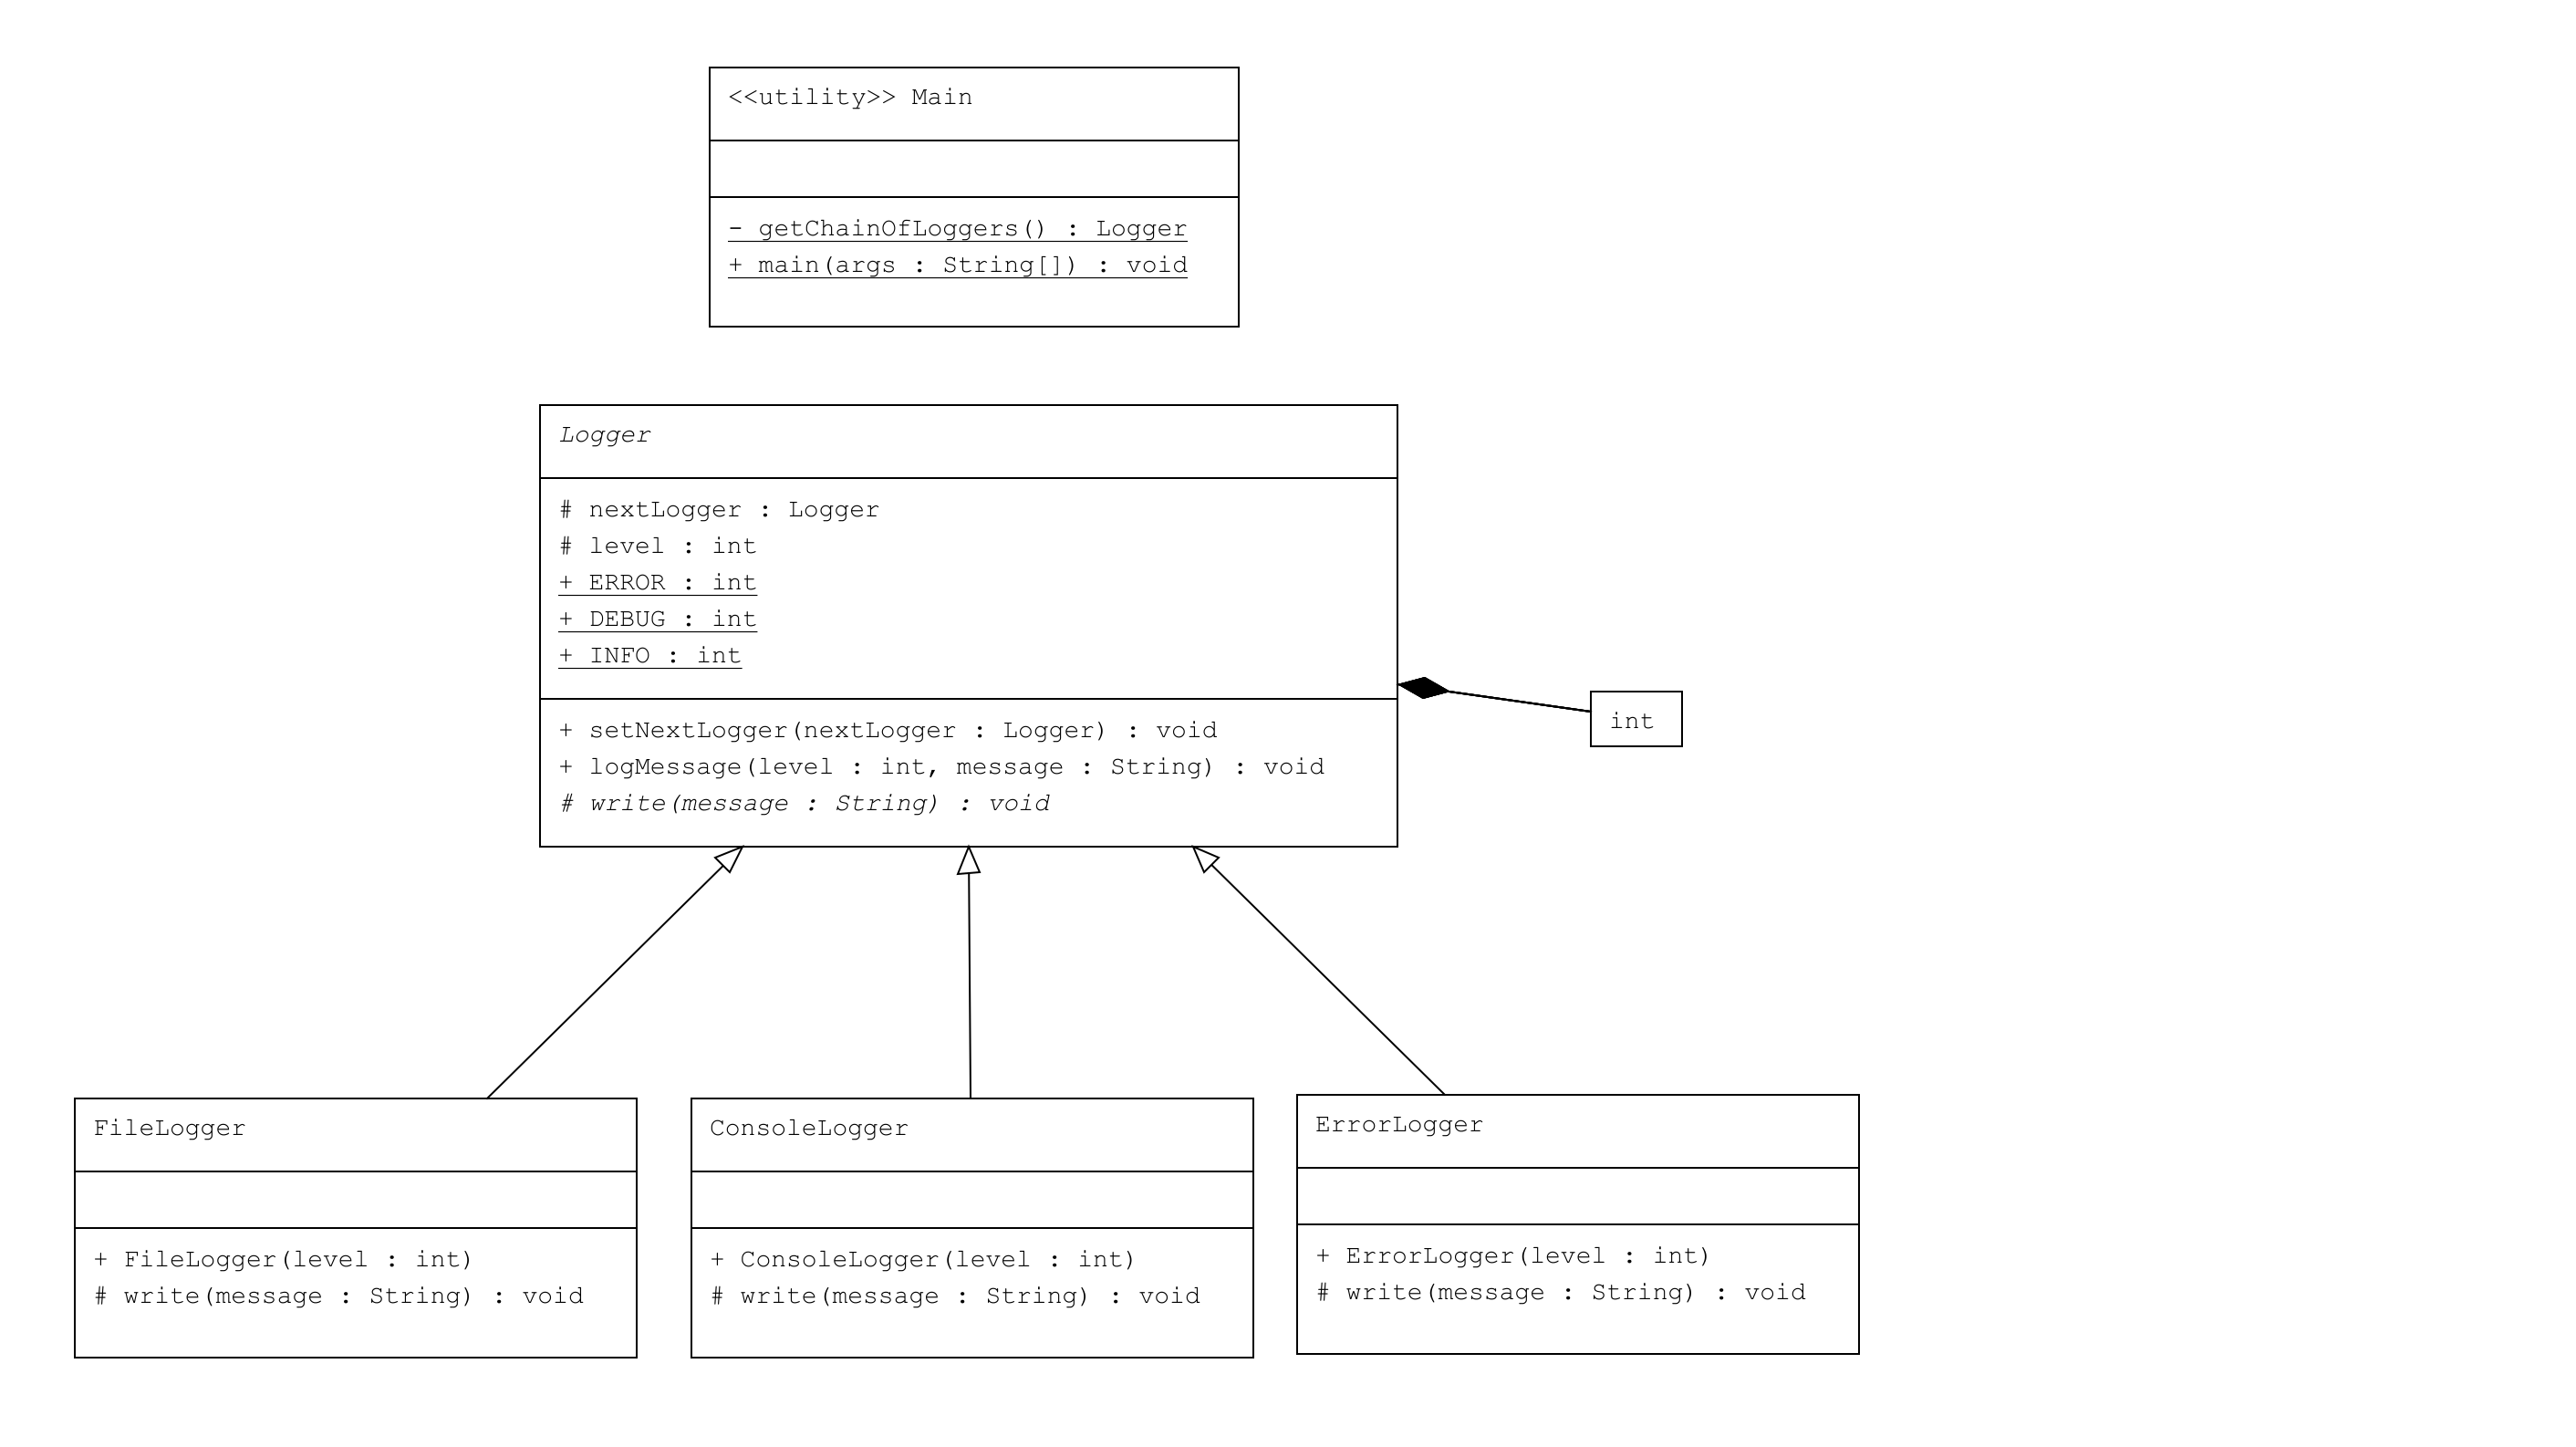 <<utility>> Main
- getChainOfLoggers() : Logger
+ main(args : String[]) : void
Logger
# nextLogger : Logger
# level : int
+ ERROR : int
+ DEBUG : int
+ INFO : int
+ setNextLogger(nextLogger : Logger) : void
+ logMessage(level : int, message : String) : void
# write(message : String) : void
int
FileLogger
+ FileLogger(level : int)
# write(message : String) : void
ConsoleLogger
+ ConsoleLogger(level : int)
# write(message : String) : void
ErrorLogger
+ ErrorLogger(level : int)
# write(message : String) : void